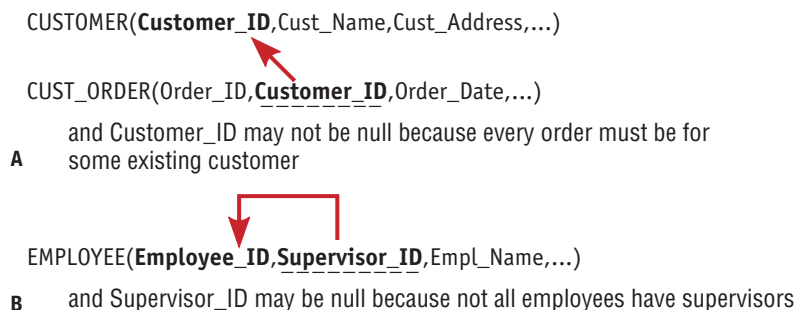 CUSTOMER(Customer_ID,Cust_Name,Cust_Address,...)
CUST_ORDER(Order_ID,Customer_ID,Order_Date,...)
and Customer_ID may not be null because every order must be for
A some existing customer
EMPLOYEE(Employee_ID,Supervisor_ID,Empl_Name,...)
B and Supervisor_ID may be null because not all employees have supervisors